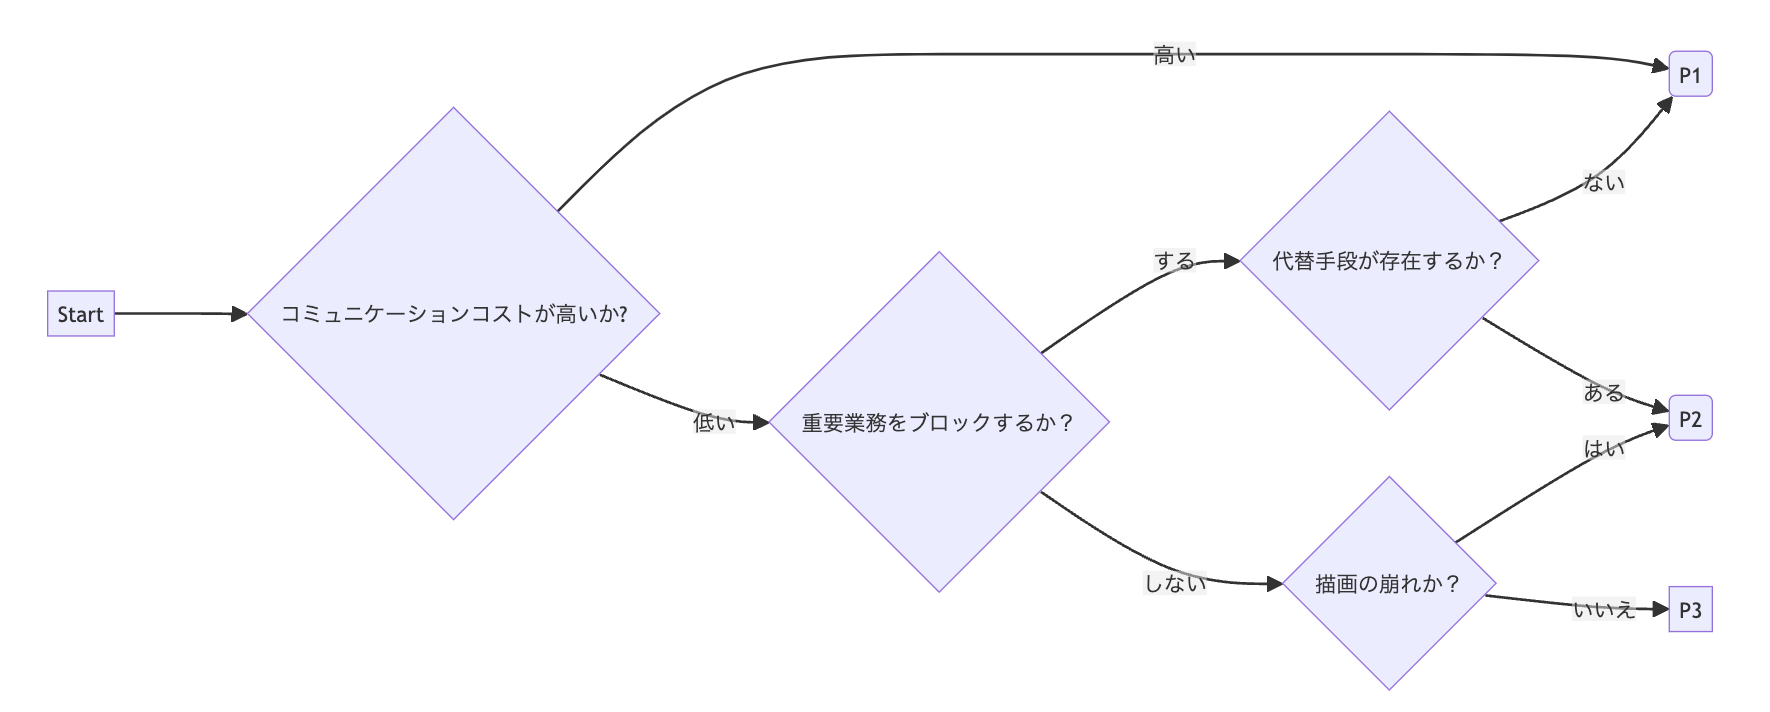 Start
コミュニケーションコストが高いか?
高い
低い
重要業務をブロックするか？
する
しない
代替手段が存在するか？
ない
ある
描画の崩れか？
はい
いいえ
P1
P2
P3